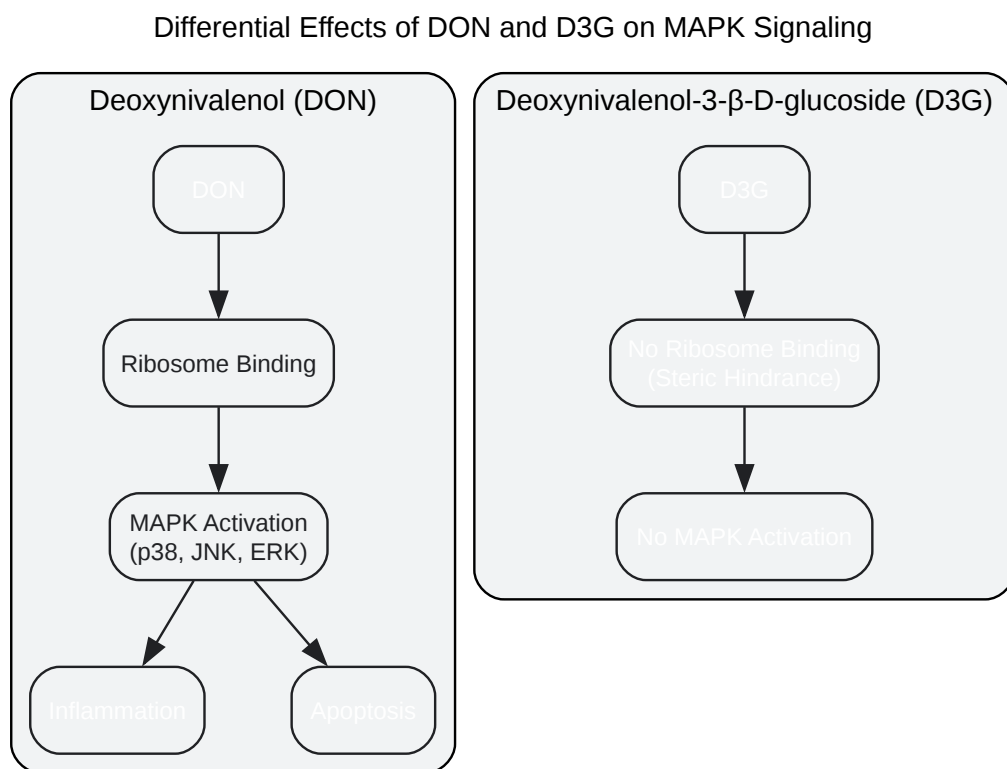 Differential Effects of DON and D3G on MAPK Signaling
Deoxynivalenol (DON)
DON
Ribosome Binding
MAPK Activation
(p38, JNK, ERK)
Inflammation
Apoptosis
Deoxynivalenol-3-β-D-glucoside (D3G)
D3G
No Ribosome Binding
(Steric Hindrance)
No MAPK Activation